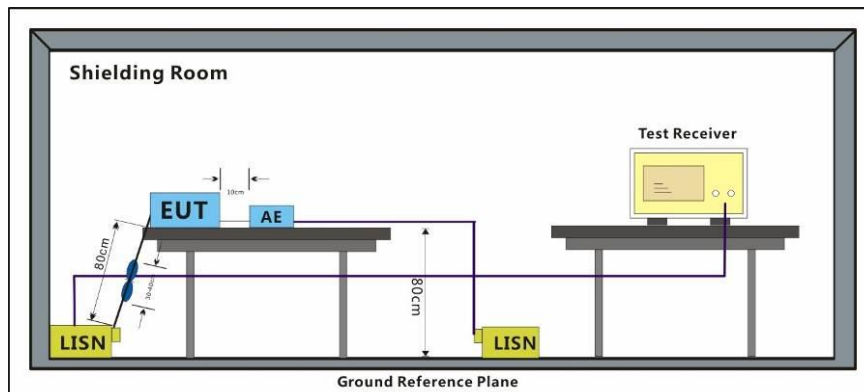 Shielding Room
Test Receiver
10cm
EUT
AE
80cm
30-40cm
80cm
LISN
LISN
Ground Reference Plane